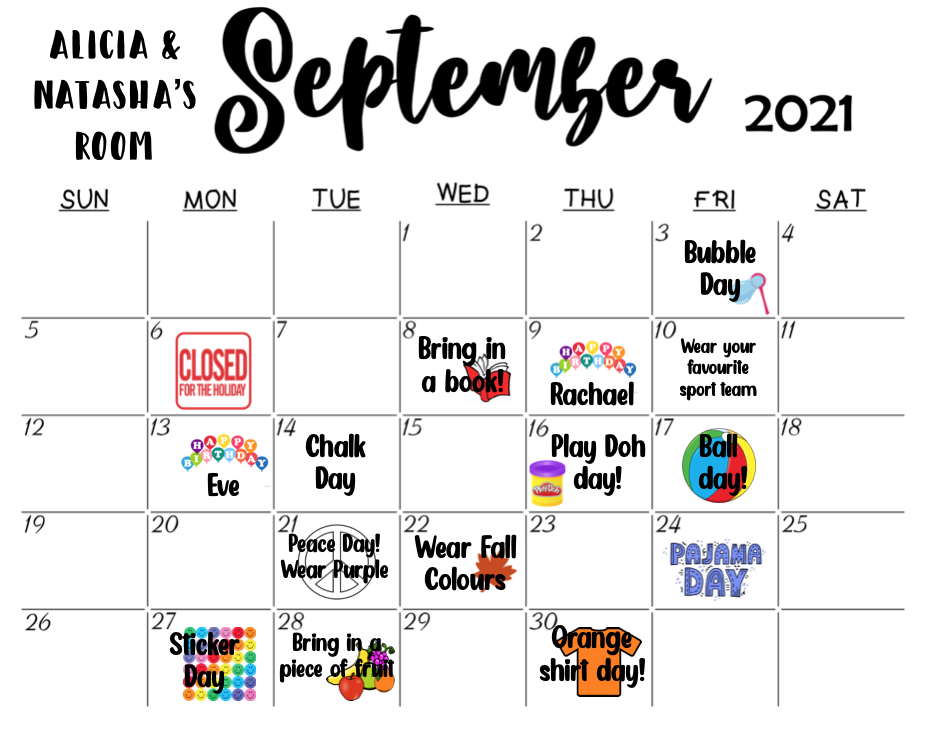 ALICIA &
NATASHA'S
ROOM
September
2021
SUN MON TUE WED THU FRI SAT
1 2 3 4
Bubble
Day
5 6 7 8 9 10 11
CLOSED
FOR THE HOLIDAY
Bring in
a book!
HAPPY
BIRTHDAY
Rachael
Wear your
favourite
sport team
12 13 14 15 16 17 18
HAPPY
BIRTHDAY
Eve
Chalk
Day
Play Doh
day!
Play-Doh
Ball
day!
19 20 21 22 23 24 25
Peace Day!
Wear Purple
Wear Fall
Colours
PAJAMA
DAY
26 27 28 29 30
Sticker
Day
Bring in a
piece of fruit
Orange
shirt day!